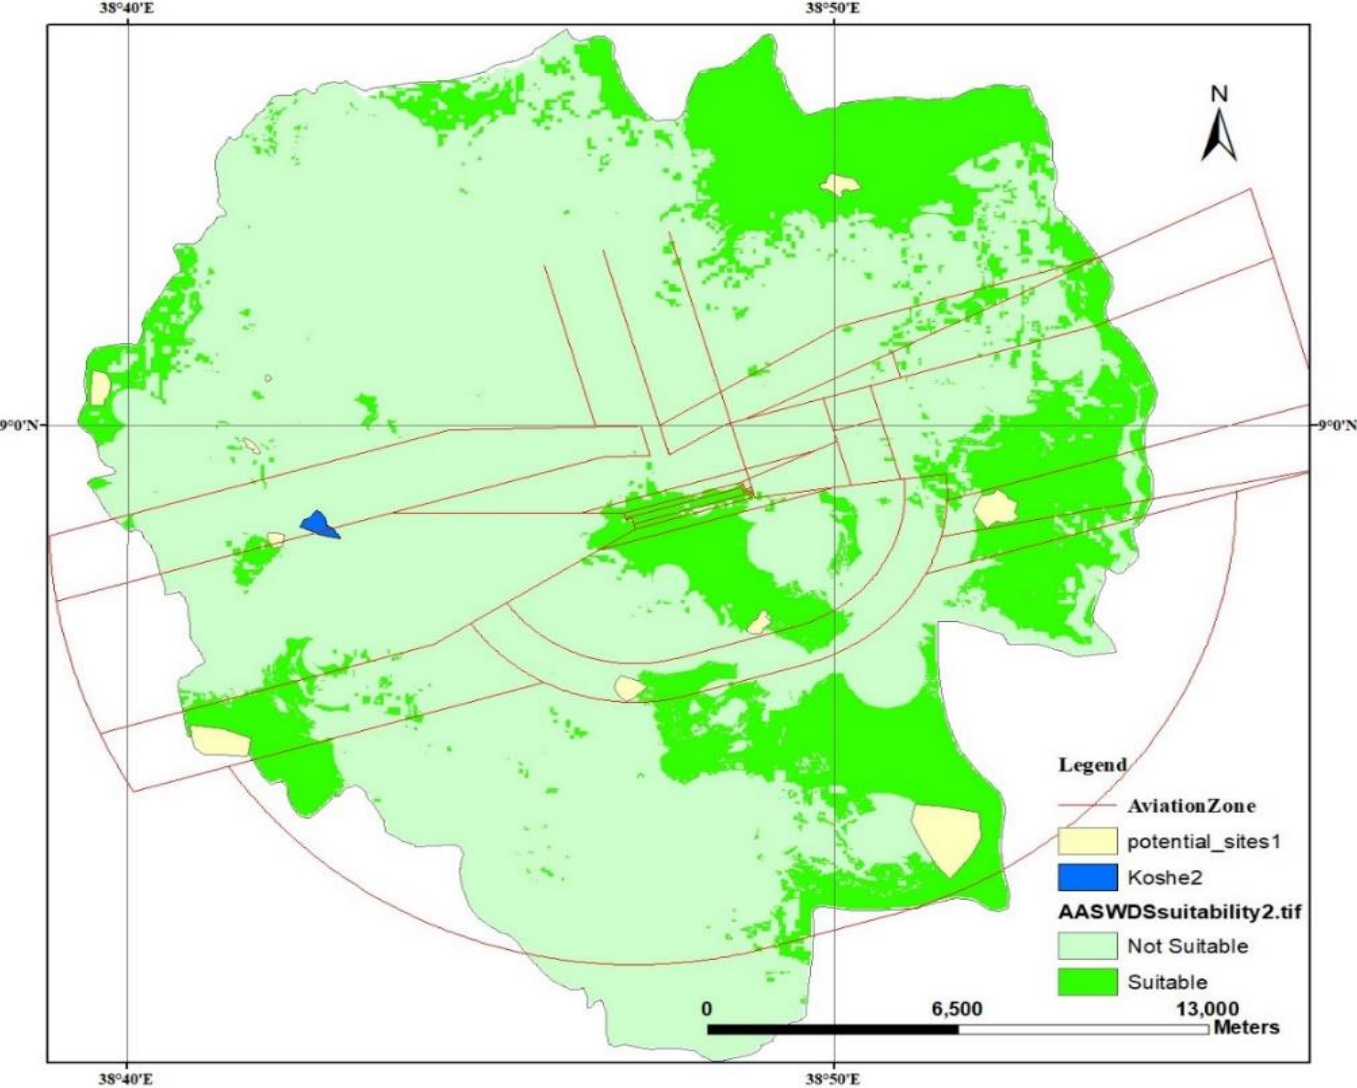 38°40'E 38°50'E
N
9°0'N 9°0'N
Legend
AviationZone
potential_sites1
Koshe2
AASWDSsuitability2.tif
Not Suitable
Suitable
0 6,500 13,000
Meters
38°40'E 38°50'E